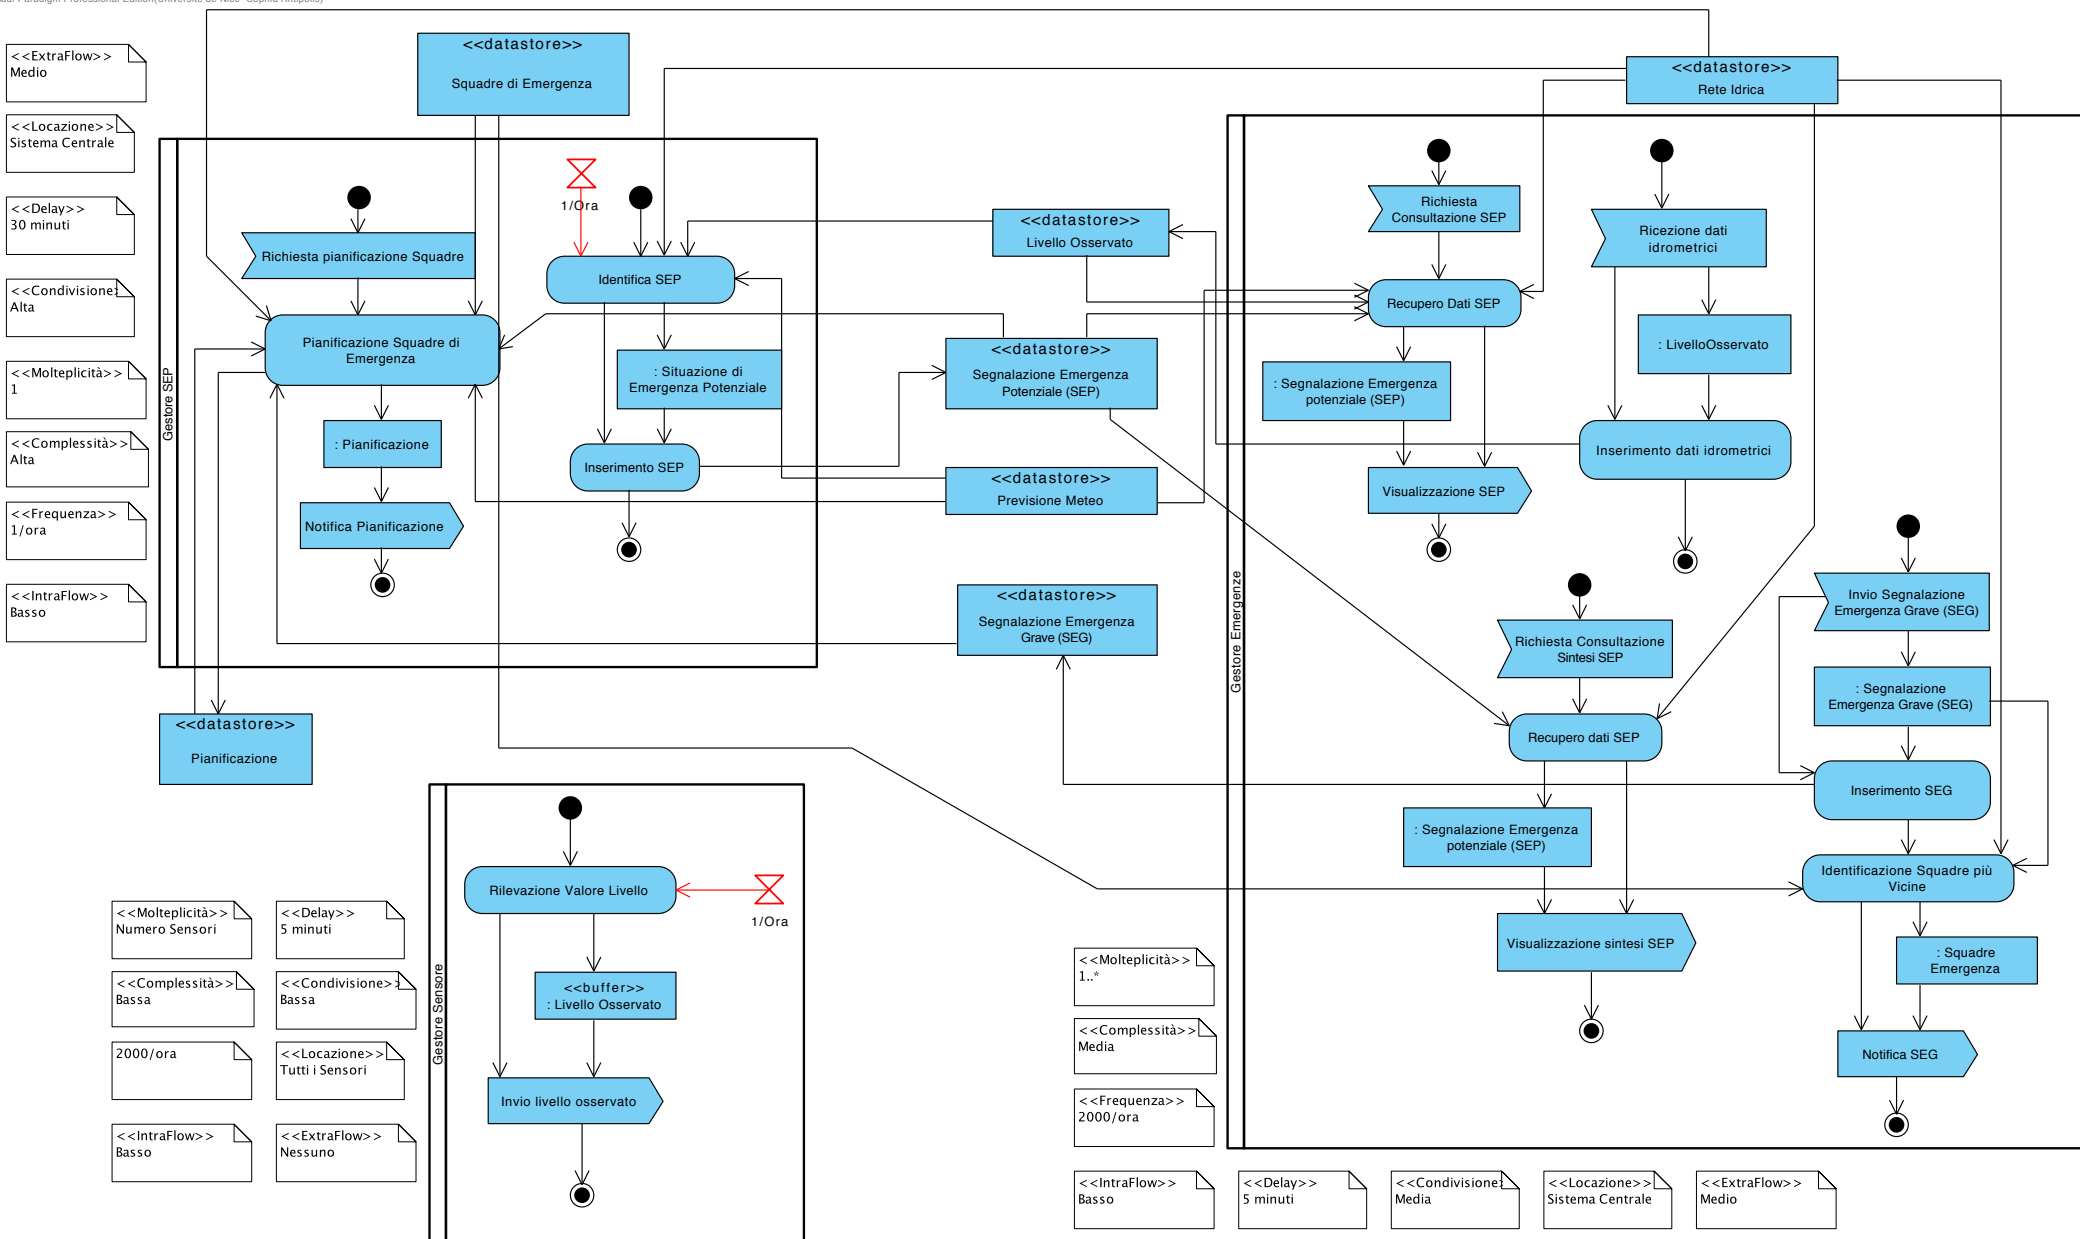 <<ExtraFlow>>
Medio
<<Locazione>>
Sistema Centrale
<<Delay>>
30 minuti
<<Condivisione>
Alta
<<Molteplicità>>
1
<<Complessità>>
Alta
<<Frequenza>>
1/ora
<<IntraFlow>>
Basso
<<datastore>>
Squadre di Emergenza
<<datastore>>
Rete Idrica
Gestore SEP
1/Ora
Richiesta pianificazione Squadre
Identifica SEP
Pianificazione Squadre di
Emergenza
: Situazione di
Emergenza Potenziale
: Pianificazione
Inserimento SEP
Notifica Pianificazione
<<datastore>>
Livello Osservato
<<datastore>>
Segnalazione Emergenza
Potenziale (SEP)
<<datastore>>
Previsione Meteo
<<datastore>>
Segnalazione Emergenza
Grave (SEG)
<<datastore>>
Pianificazione
Gestore Emergenze
Richiesta
Consultazione SEP
Ricezione dati
idrometrici
Recupero Dati SEP
: LivelloOsservato
: Segnalazione Emergenza
potenziale (SEP)
Inserimento dati idrometrici
Visualizzazione SEP
Invio Segnalazione
Emergenza Grave (SEG)
Richiesta Consultazione
Sintesi SEP
: Segnalazione
Emergenza Grave (SEG)
Recupero dati SEP
Inserimento SEG
: Segnalazione Emergenza
potenziale (SEP)
Identificazione Squadre più
Vicine
Visualizzazione sintesi SEP
: Squadre
Emergenza
Notifica SEG
Gestore Sensore
Rilevazione Valore Livello
1/Ora
<<buffer>>
: Livello Osservato
Invio livello osservato
<<Molteplicità>>
Numero Sensori
<<Delay>>
5 minuti
<<Complessità>>
Bassa
<<Condivisione>>
Bassa
2000/ora
<<Locazione>>
Tutti i Sensori
<<IntraFlow>>
Basso
<<ExtraFlow>>
Nessuno
<<Molteplicità>>
1..*
<<Complessità>>
Media
<<Frequenza>>
2000/ora
<<IntraFlow>>
Basso
<<Delay>>
5 minuti
<<Condivisione>
Media
<<Locazione>>
Sistema Centrale
<<ExtraFlow>>
Medio